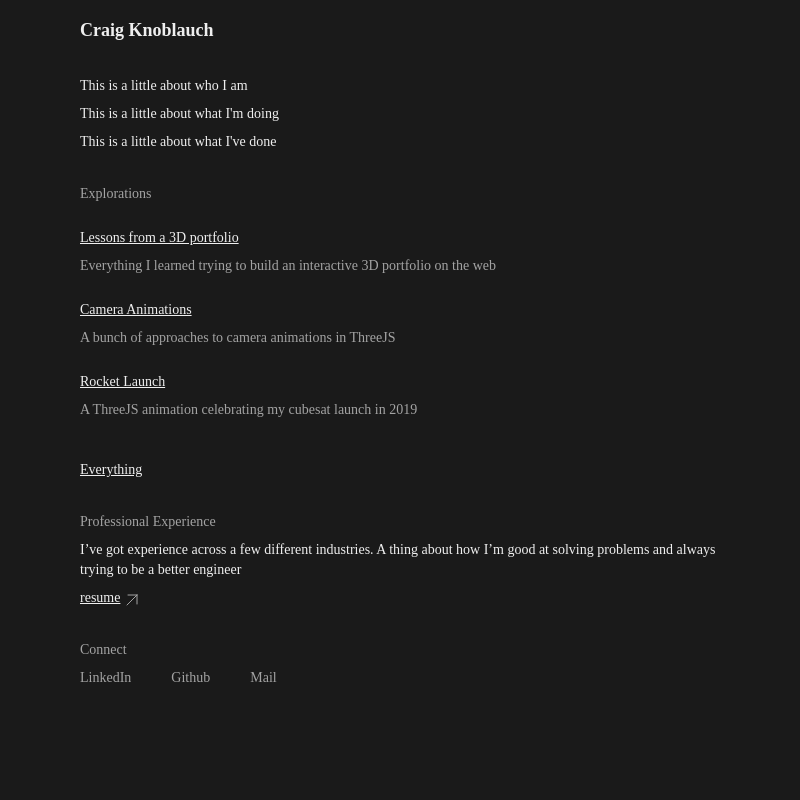 Craig Knoblauch
This is a little about who I am
This is a little about what I'm doing
This is a little about what I've done
Explorations
Lessons from a 3D portfolio
Everything I learned trying to build an interactive 3D portfolio on the web
Camera Animations
A bunch of approaches to camera animations in ThreeJS
Rocket Launch
A ThreeJS animation celebrating my cubesat launch in 2019
Everything
Professional Experience
I’ve got experience across a few different industries. A thing about how I’m good at solving problems and always
trying to be a better engineer
resume
Connect
LinkedIn Github Mail